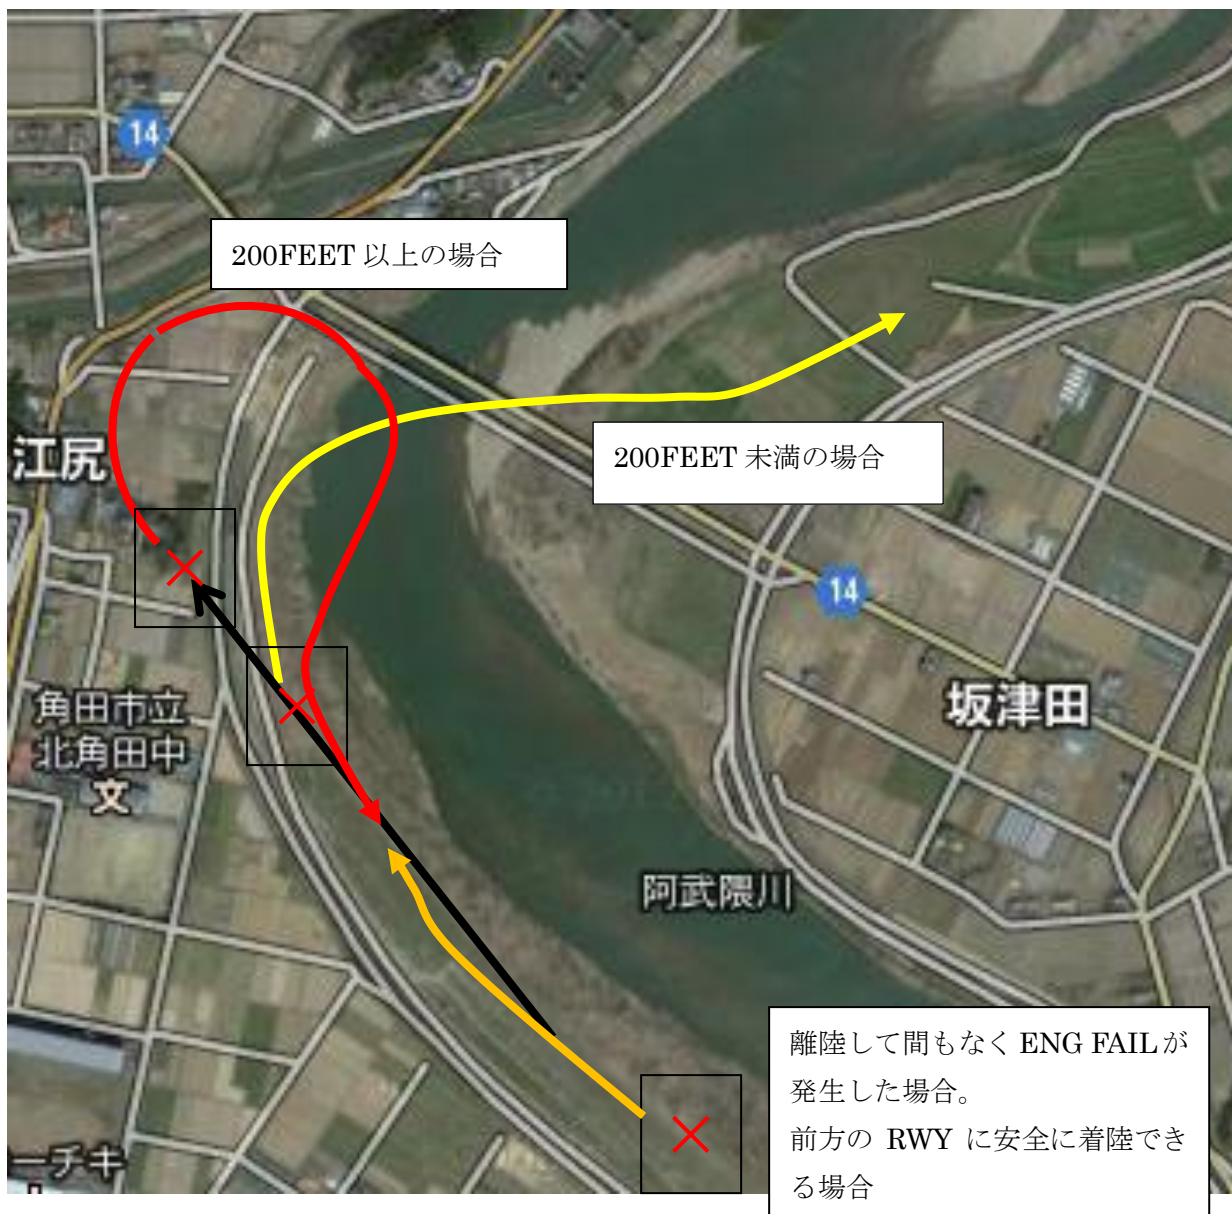 14
200FEET 以上の場合
江尻
200FEET 未満の場合
14
角田市立
北角田中
文
坂津田
阿武隈川
離陸して間もなく ENG FAIL が
発生した場合。
前方の RWY に安全に着陸でき
る場合
ーチキ